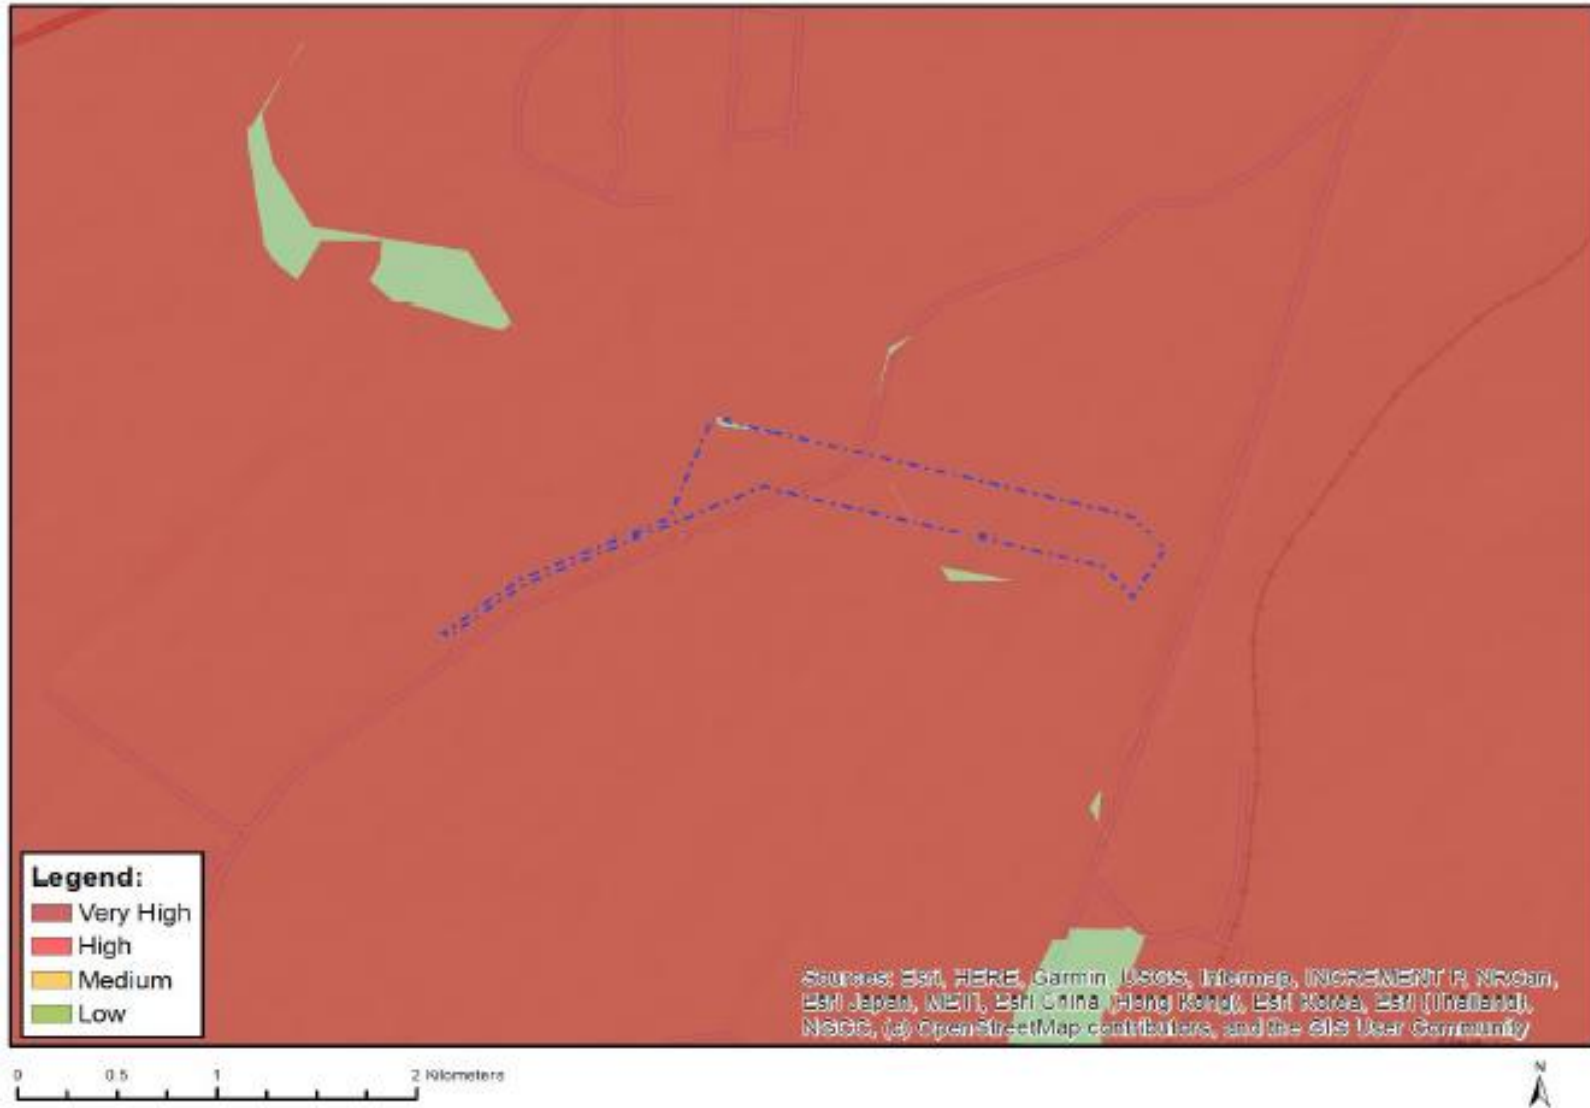 Legend:
Very High
High
Medium
Low
Sources: Esri, HERE, Garmin, USGS, Intermap, INCREMENT P, NRCan,
Esri Japan, METI, Esri China (Hong Kong), Esri Korea, Esri (Thailand),
NGCC, (c) OpenStreetMap contributors, and the GIS User Community
0 0.5 1 2 Kilometers
N